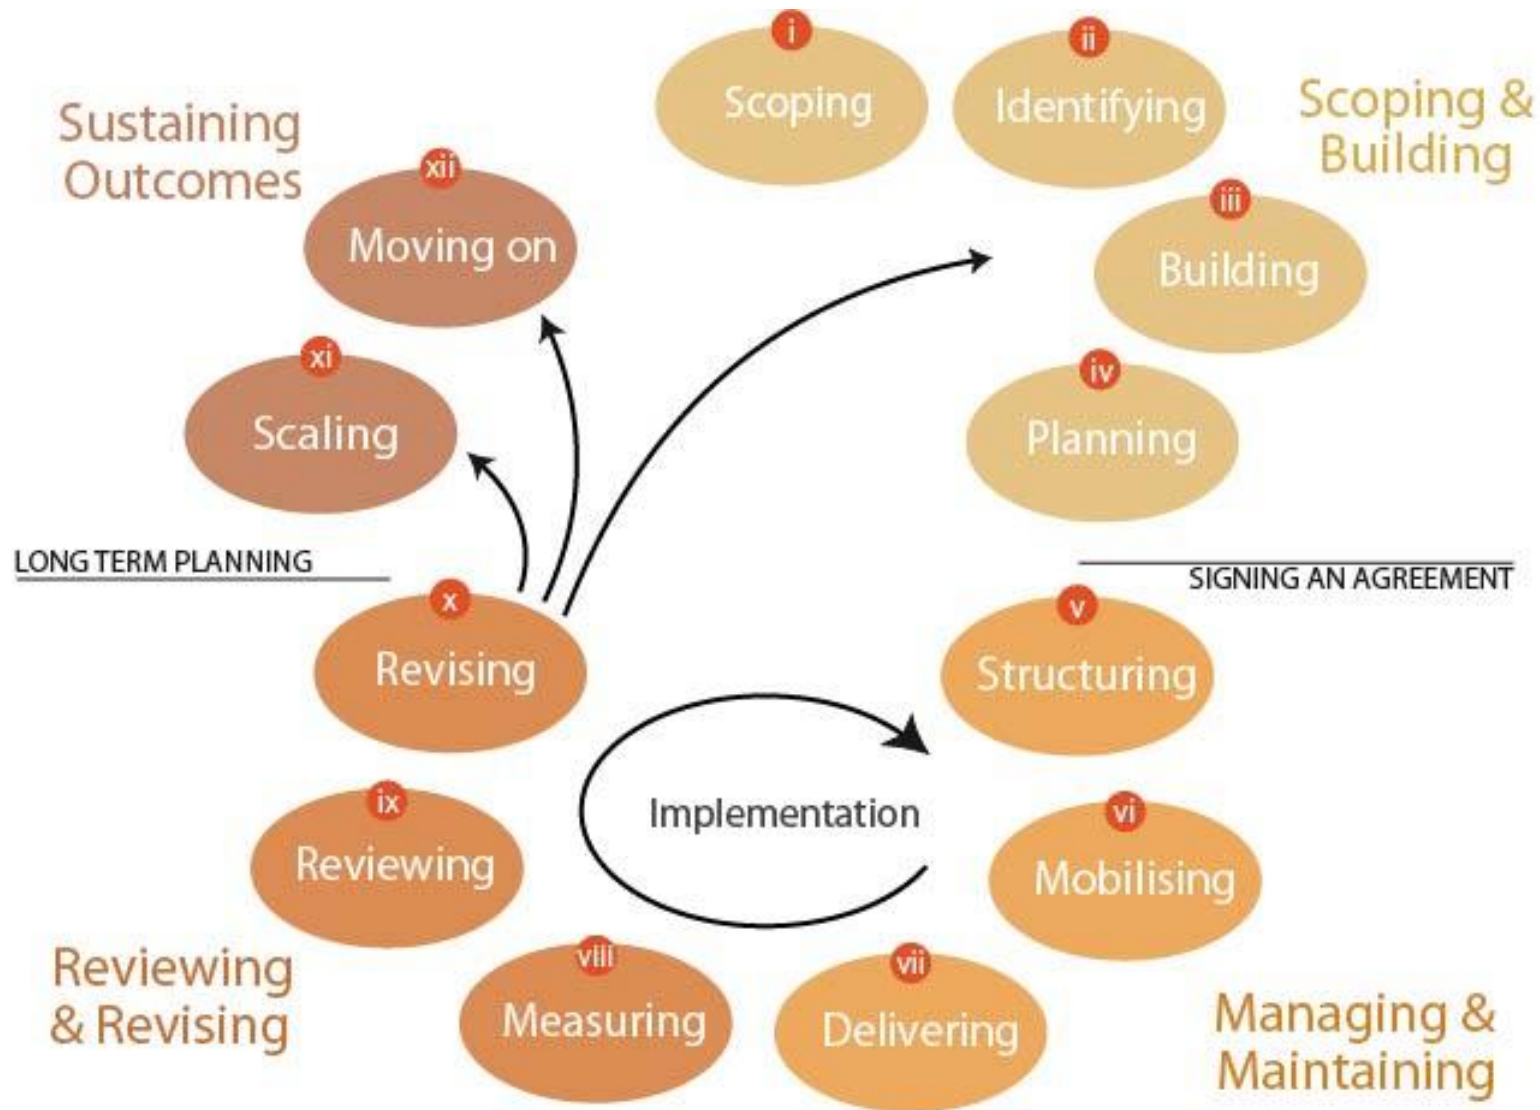 i
Scoping
ii
Identifying
Scoping &
Building
iii
Building
iv
Planning
SIGNING AN AGREEMENT
v
Structuring
vi
Mobilising
vii
Delivering
Managing &
Maintaining
Implementation
viii
Measuring
ix
Reviewing
x
Revising
Reviewing
& Revising
LONG TERM PLANNING
xi
Scaling
xii
Moving on
Sustaining
Outcomes